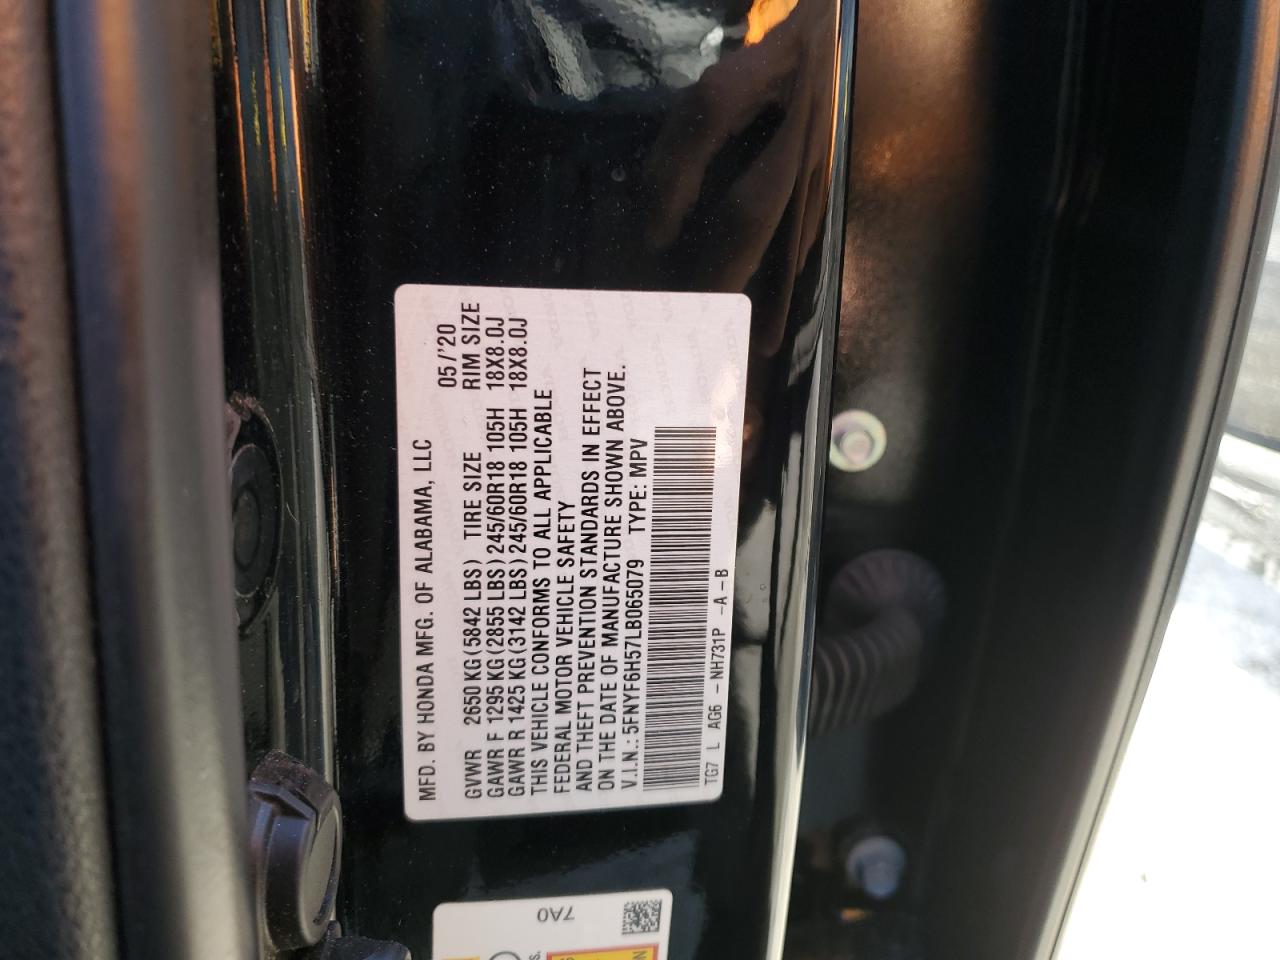 MFD. BY HONDA MFG. OF ALABAMA, LLC 05/'20
GVWR 2650 KG (5842 LBS) TIRE SIZE RIM SIZE
GAWR F 1295 KG (2855 LBS) 245/60R18 105H 18X8.0J
GAWR R 1425 KG (3142 LBS) 245/60R18 105H 18X8.0J
THIS VEHICLE CONFORMS TO ALL APPLICABLE
FEDERAL MOTOR VEHICLE SAFETY
AND THEFT PREVENTION STANDARDS IN EFFECT
ON THE DATE OF MANUFACTURE SHOWN ABOVE.
V.I.N.: 5FNYF6H57LB065079 TYPE: MPV
TG7 L AG6 - NH731P -A - B
7A0